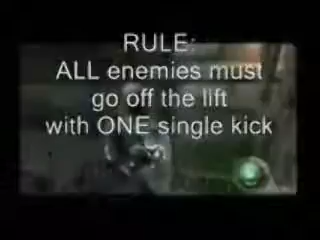 RULE:
ALL enemies must
go off the lift
with ONE single kick